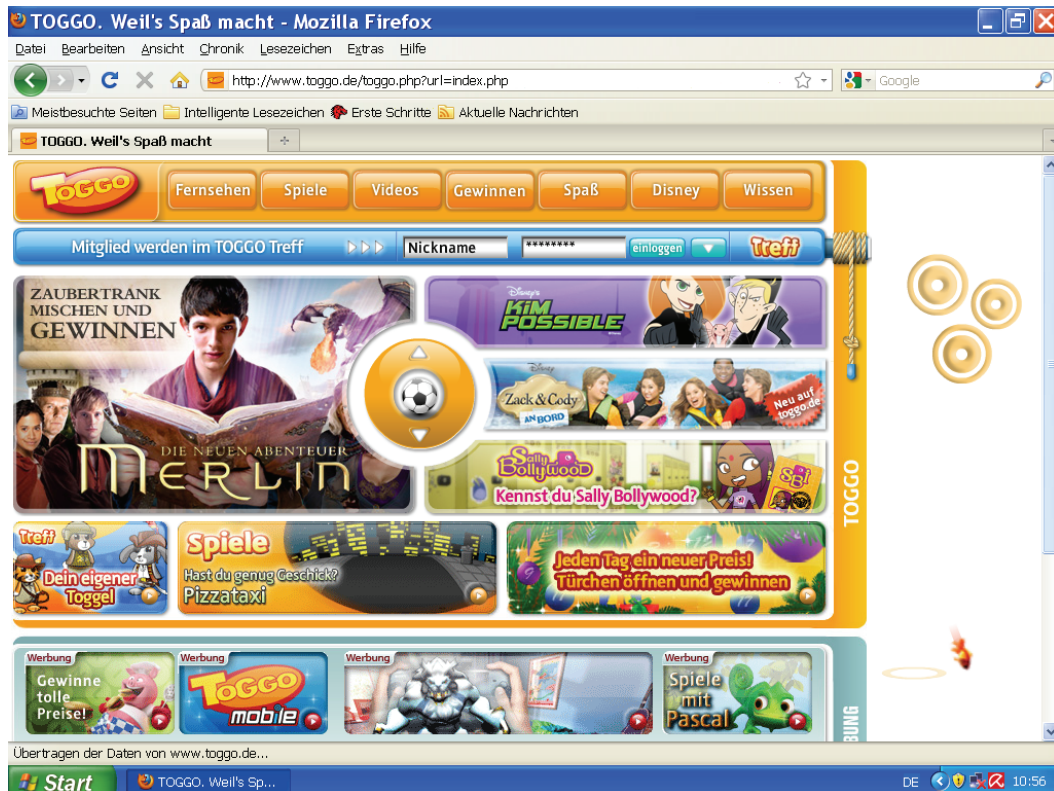 TOGGO. Weil's Spaß macht - Mozilla Firefox
Datei Bearbeiten Ansicht Chronik Lesezeichen Extras Hilfe
http://www.toggo.de/toggo.php?url=index.php
Google
Meistbesuchte Seiten Intelligente Lesezeichen Erste Schritte Aktuelle Nachrichten
TOGGO. Weil's Spaß macht
TOGGO
Fernsehen Spiele Videos Gewinnen Spaß Disney Wissen
Mitglied werden im TOGGO Treff Nickname ******** einloggen Treff
ZAUBERTRANK
MISCHEN UND
GEWINNEN
DIE NEUEN ABENTEUER
MERLIN
Disney's
KIM
POSSIBLE
Disney
Zack & Cody
AN BORD
Neu auf
toggo.de
Sally
Bollywood
Kennst du Sally Bollywood?
SBI
TOGGO
Treff
Dein eigener
Toggel
Spiele
Hast du genug Geschick?
Pizzataxi
Jeden Tag ein neuer Preis!
Türchen öffnen und gewinnen
Werbung
Gewinne
tolle
Preise!
Werbung
TOGGO
mobile
Werbung
Werbung
Spiele
mit
Pascal
BUNG
Übertragen der Daten von www.toggo.de...
Start TOGGO. Weil's Sp... DE 10:56